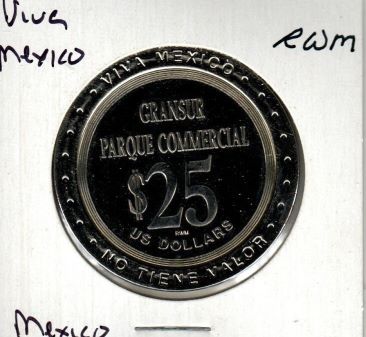 Viva
Mexico
RWM
VIVA MEXICO
GRANSUR
PARQUE COMMERCIAL
$25
RWM
US DOLLARS
NO TIENE VALOR
Mexico